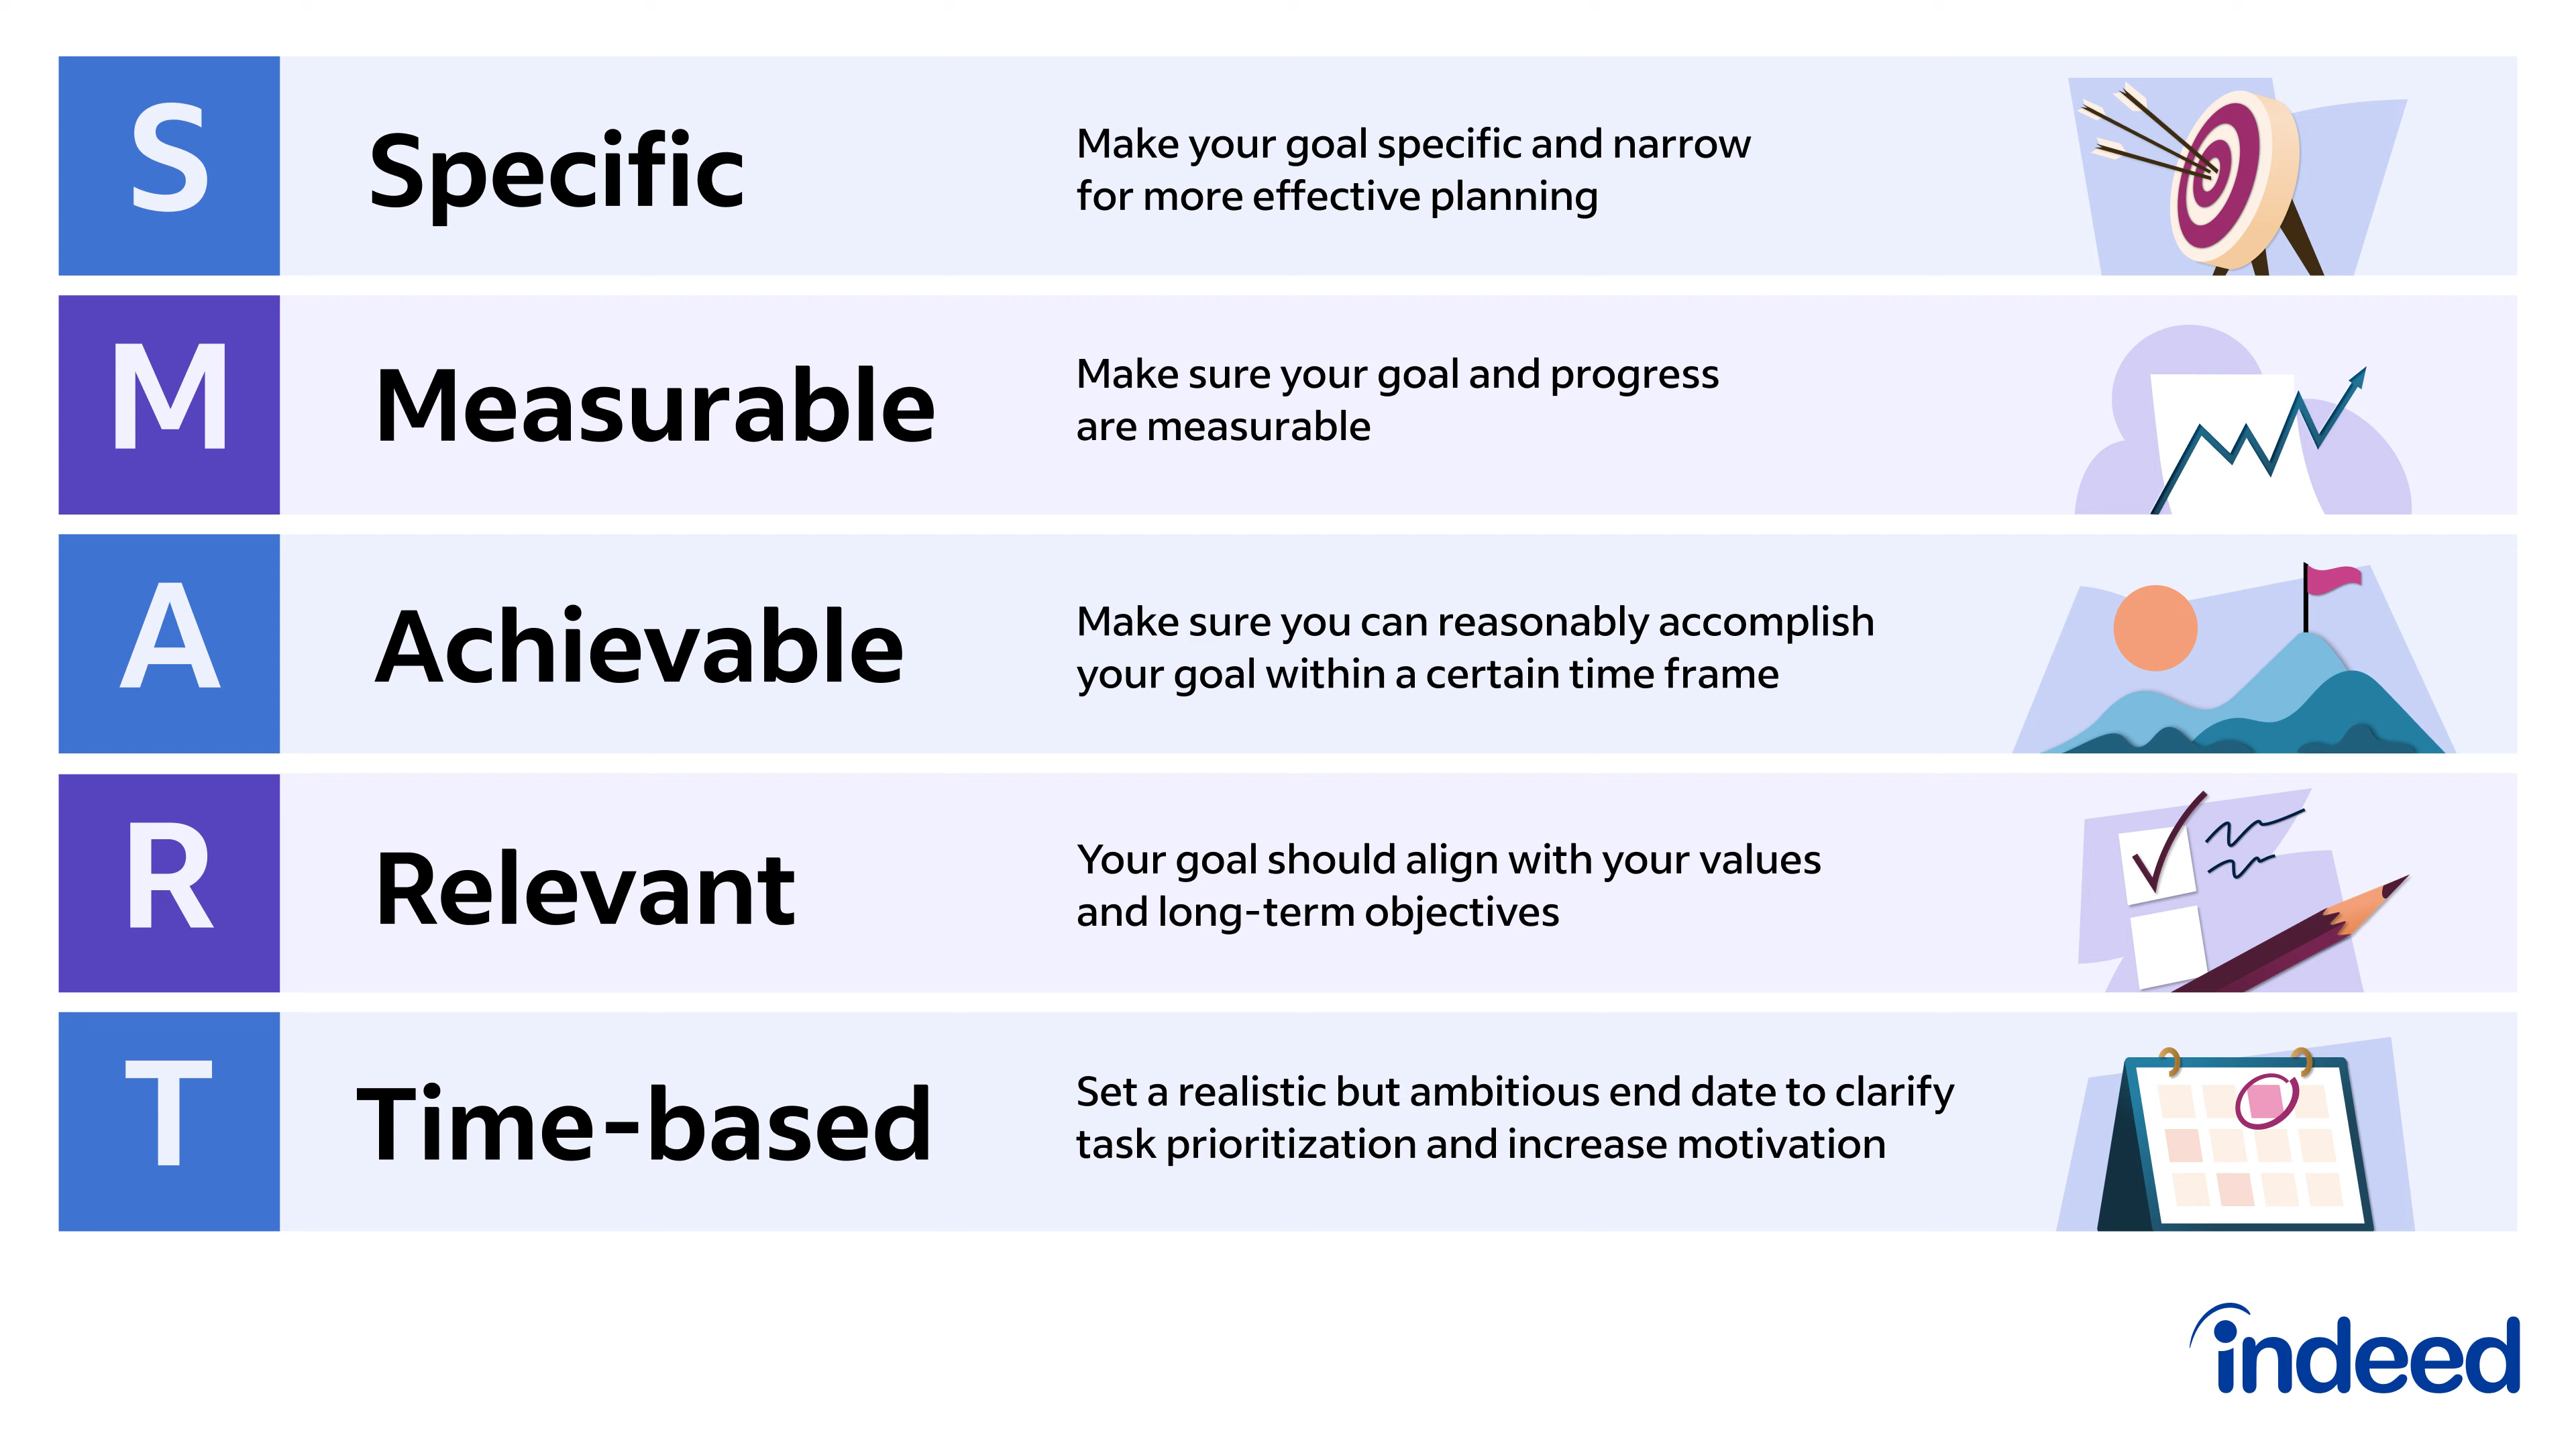 S
Specific
Make your goal specific and narrow
for more effective planning
M
Measurable
Make sure your goal and progress
are measurable
A
Achievable
Make sure you can reasonably accomplish
your goal within a certain time frame
R
Relevant
Your goal should align with your values
and long-term objectives
T
Time-based
Set a realistic but ambitious end date to clarify
task prioritization and increase motivation
indeed